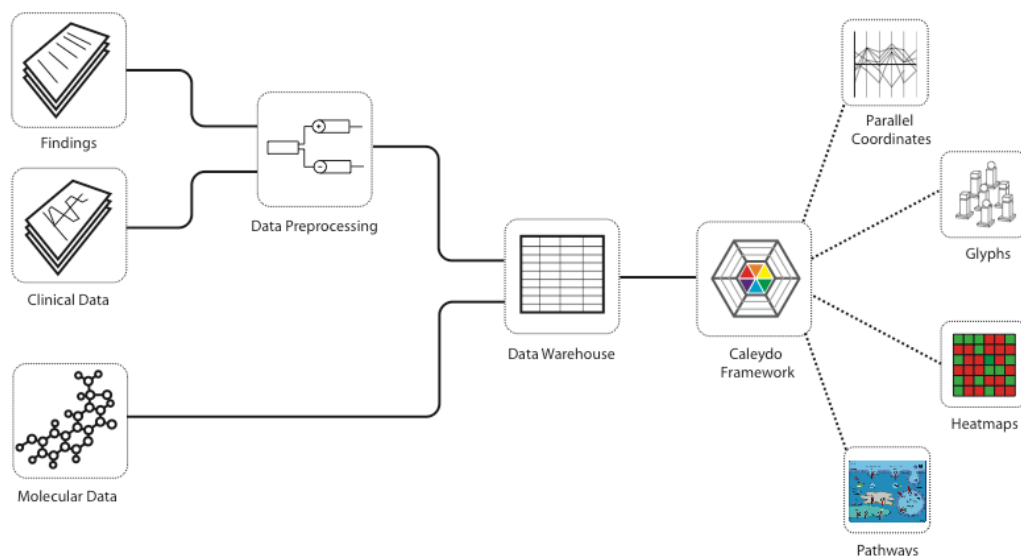 Findings
Clinical Data
Molecular Data
Data Preprocessing
Data Warehouse
Caleydo
Framework
Parallel
Coordinates
Glyphs
Heatmaps
Pathways